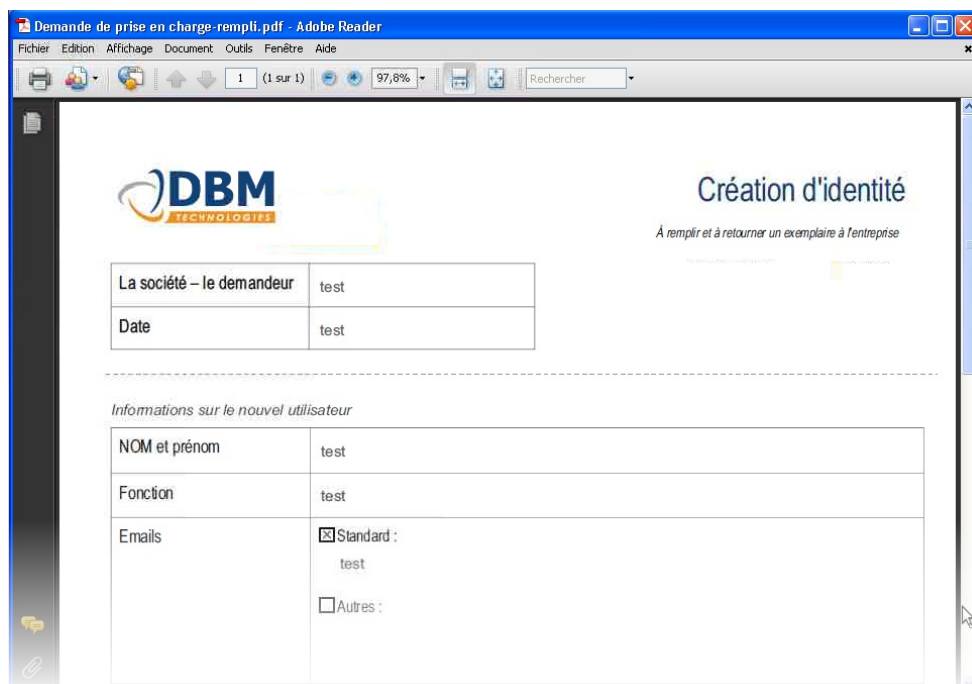 Demande de prise en charge-rempli.pdf - Adobe Reader
Fichier Edition Affichage Document Outils Fenêtre Aide
1 (1 sur 1) 97,8% Rechercher
DBM
TECHNOLOGIES
Création d'identité
À remplir et à retourner un exemplaire à l'entreprise
La société – le demandeur test
Date test
Informations sur le nouvel utilisateur
NOM et prénom test
Fonction test
Emails Standard :
test
Autres :